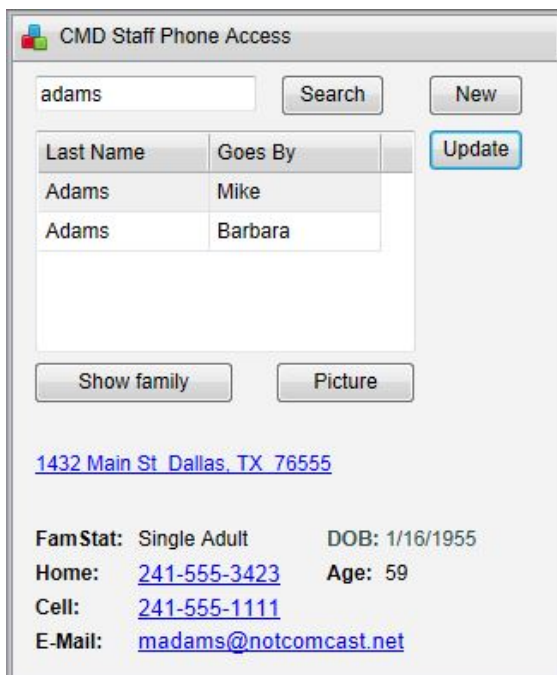 CMD Staff Phone Access
adams Search New
Last Name Goes By Update
Adams Mike
Adams Barbara
Show family Picture
1432 Main St Dallas, TX 76555
FamStat: Single Adult DOB: 1/16/1955
Home: 241-555-3423 Age: 59
Cell: 241-555-1111
E-Mail: madams@notcomcast.net